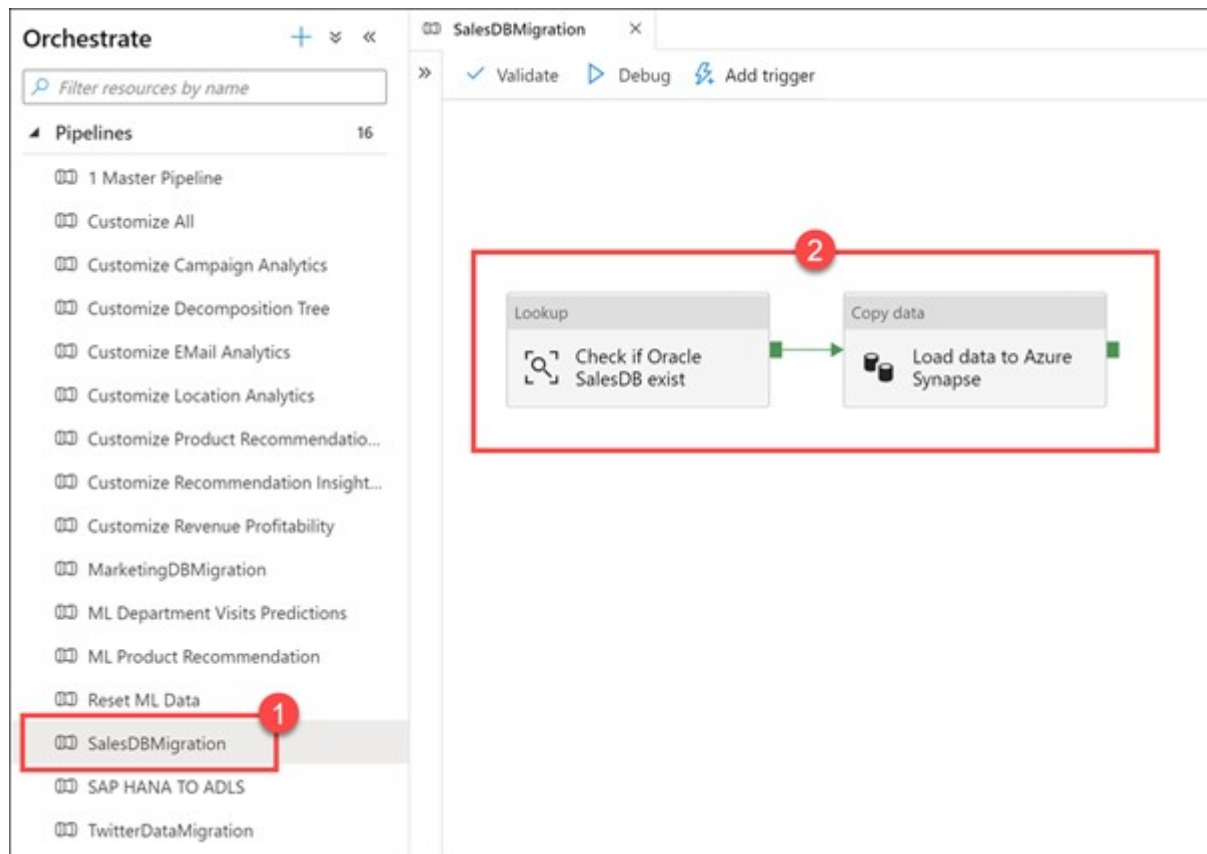 Orchestrate
Filter resources by name
Pipelines 16
1 Master Pipeline
Customize All
Customize Campaign Analytics
Customize Decomposition Tree
Customize EMail Analytics
Customize Location Analytics
Customize Product Recommendatio...
Customize Recommendation Insight...
Customize Revenue Profitability
MarketingDBMigration
ML Department Visits Predictions
ML Product Recommendation
Reset ML Data
1
SalesDBMigration
SAP HANA TO ADLS
TwitterDataMigration
SalesDBMigration
Validate Debug Add trigger
2
Lookup
Check if Oracle
SalesDB exist
Copy data
Load data to Azure
Synapse